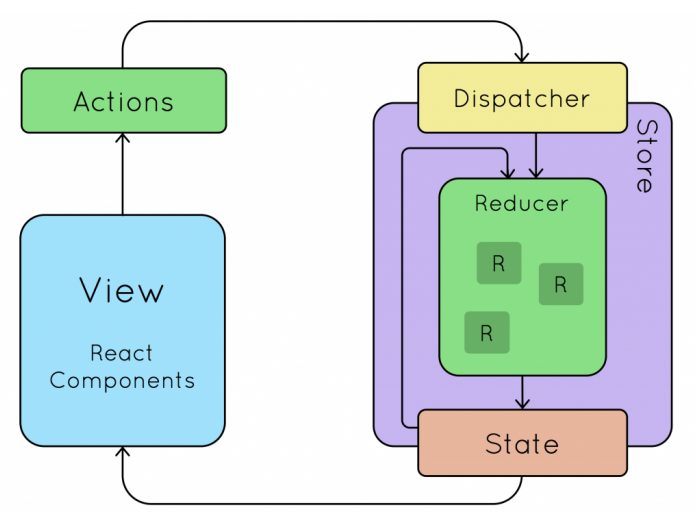 Actions
Dispatcher
Store
Reducer
R
R
R
View
React
Components
State